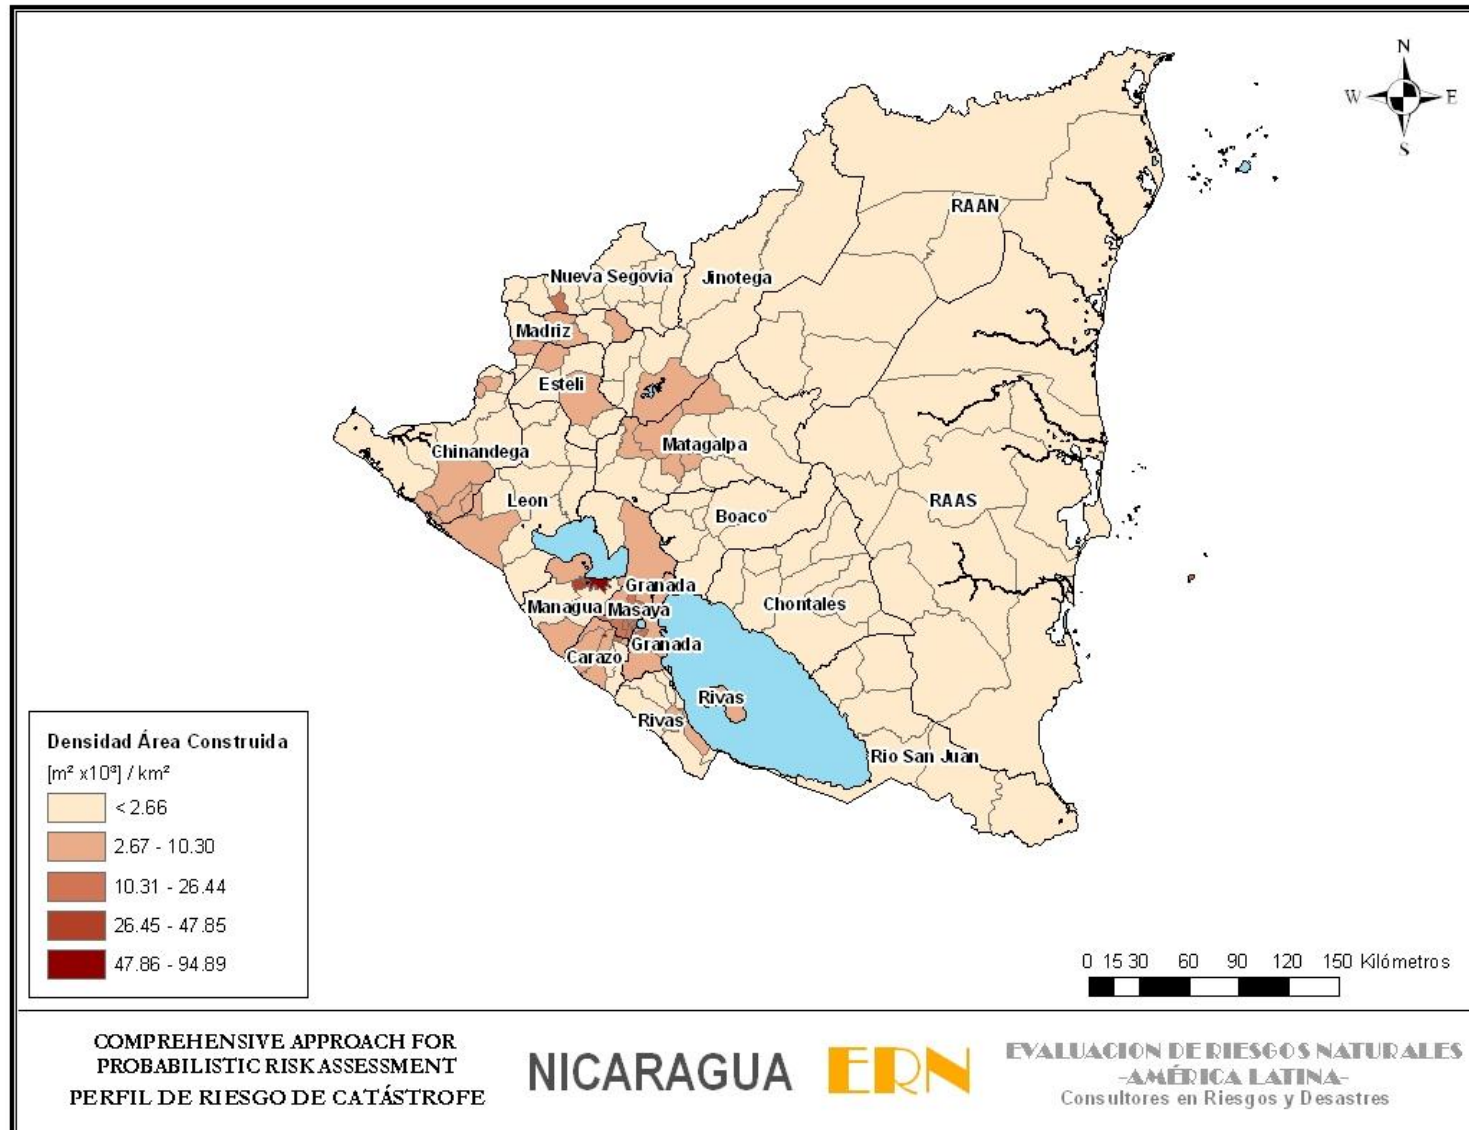 N
W E
S
RAAN
Nueva Segovia
Jinotega
Madriz
Esteli
Matagalpa
Chinandega
Leon
RAAS
Boaco
Granada
Managua
Masaya
Chontales
Granada
Carazo
Rivas
Rivas
Rio San Juan
Densidad Área Construida
[m² x10³] / km²
< 2.66
2.67 - 10.30
10.31 - 26.44
26.45 - 47.85
47.86 - 94.89
0 15 30 60 90 120 150 Kilómetros
COMPREHENSIVE APPROACH FOR
PROBABILISTIC RISK ASSESSMENT
PERFIL DE RIESGO DE CATÁSTROFE
NICARAGUA
ERN
EVALUACION DE RIESGOS NATURALES
-AMÉRICA LATINA-
Consultores en Riesgos y Desastres